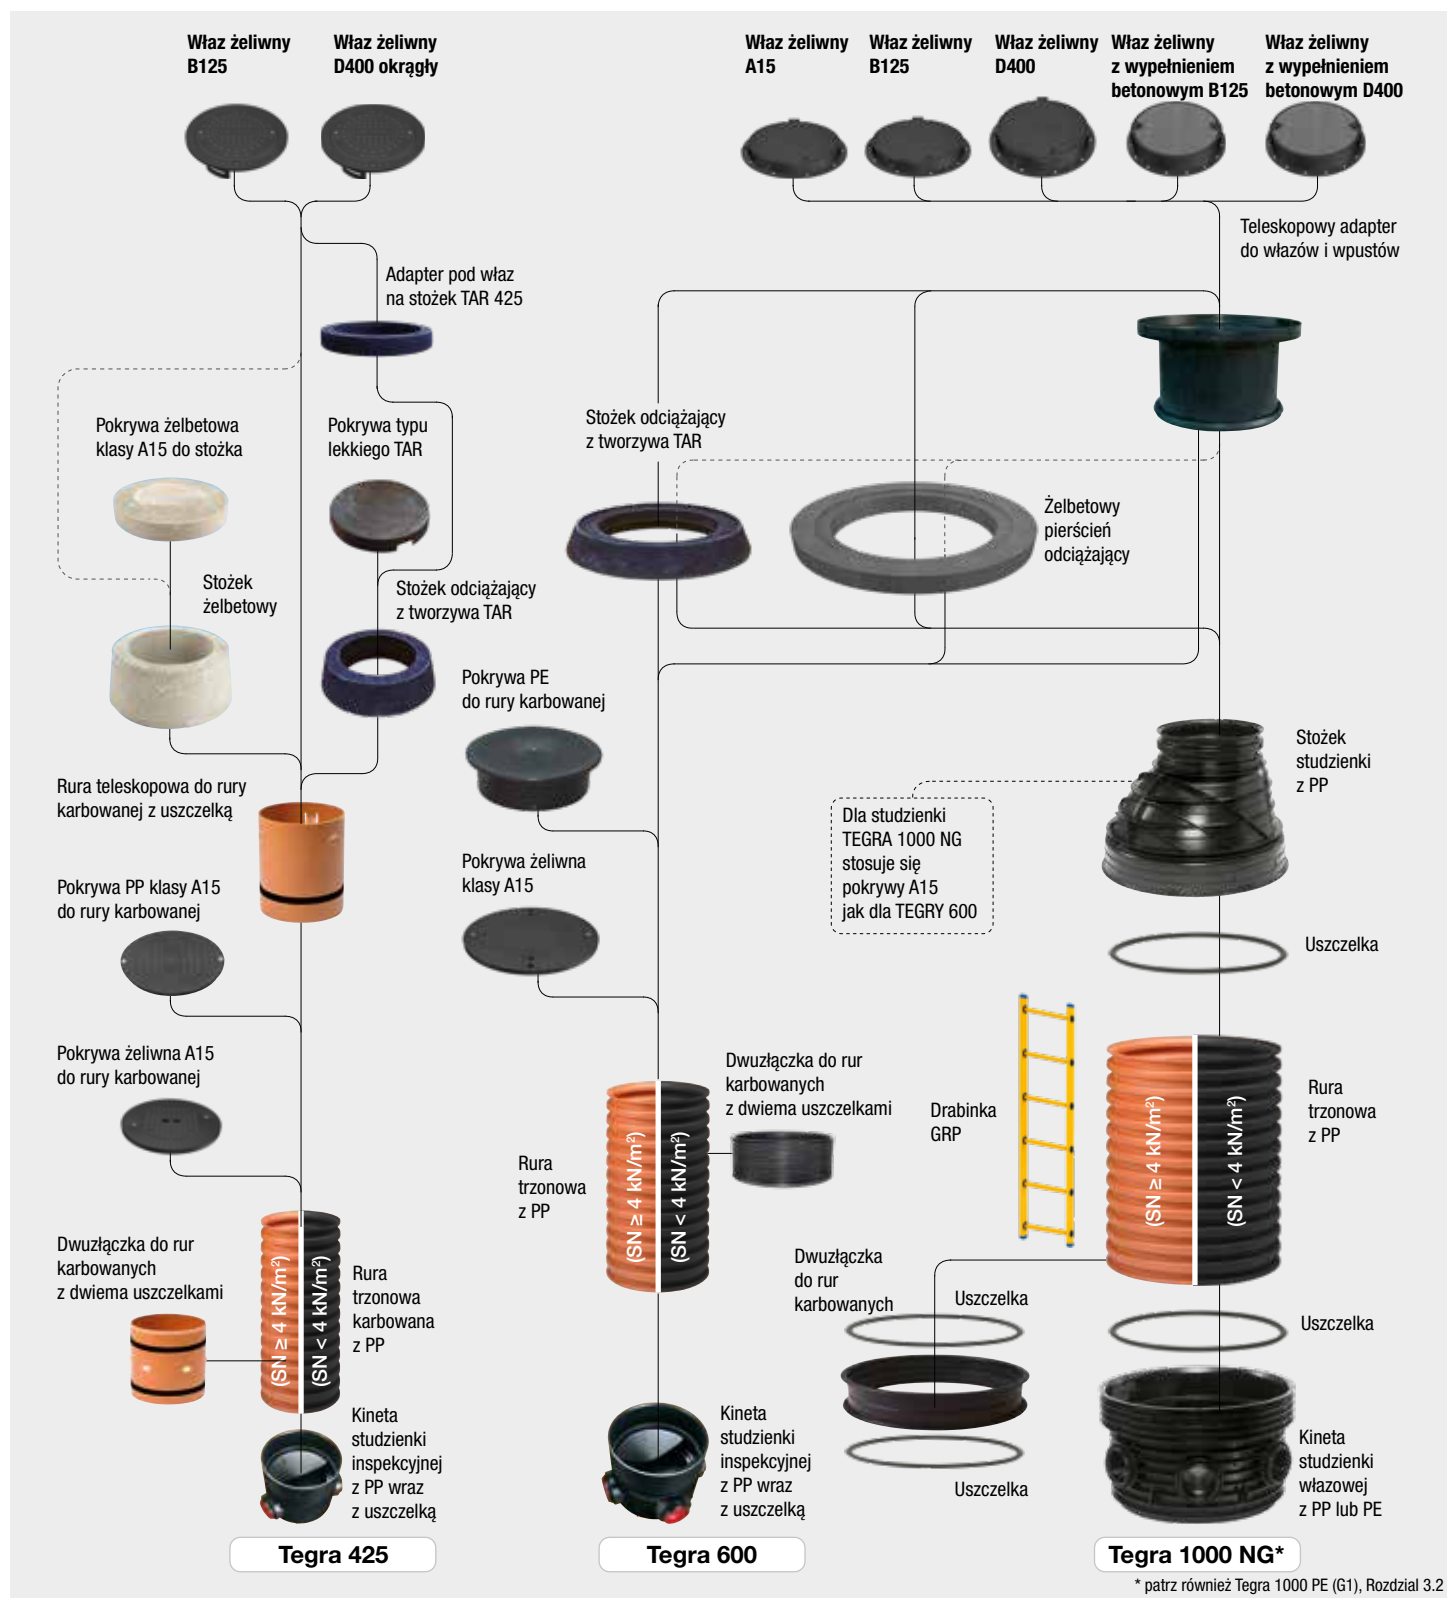 Właz żeliwny
B125
Właz żeliwny
D400 okrągły
Właz żeliwny
A15
Właz żeliwny
B125
Właz żeliwny
D400
Właz żeliwny
z wypełnieniem
betonowym B125
Właz żeliwny
z wypełnieniem
betonowym D400
Teleskopowy adapter
do włazów i wpustów
Adapter pod właz
na stożek TAR 425
Pokrywa żelbetowa
klasy A15 do stożka
Pokrywa typu
lekkiego TAR
Stożek odciążający
z tworzywa TAR
Żelbetowy
pierścień
odciążający
Stożek
żelbetowy
Stożek odciążający
z tworzywa TAR
Pokrywa PE
do rury karbowanej
Stożek
studzienki
z PP
Rura teleskopowa do rury
karbowanej z uszczelką
Dla studzienki
TEGRA 1000 NG
stosuje się
pokrywy A15
jak dla TEGRY 600
Pokrywa żeliwna
klasy A15
Pokrywa PP klasy A15
do rury karbowanej
Uszczelka
Pokrywa żeliwna A15
do rury karbowanej
Dwuzłączka do rur
karbowanych
z dwiema uszczelkami
Drabinka
GRP
Rura
trzonowa
z PP
(SN ≥ 4 kN/m²)
(SN < 4 kN/m²)
Rura
trzonowa
z PP
(SN ≥ 4 kN/m²)
(SN < 4 kN/m²)
Dwuzłączka do rur
karbowanych
z dwiema uszczelkami
(SN ≥ 4 kN/m²)
(SN < 4 kN/m²)
Rura
trzonowa
karbowana
z PP
Dwuzłączka
do rur
karbowanych
Uszczelka
Uszczelka
Uszczelka
Kineta
studzienki
inspekcyjnej
z PP wraz
z uszczelką
Kineta
studzienki
inspekcyjnej
z PP wraz
z uszczelką
Kineta
studzienki
włazowej
z PP lub PE
Tegra 425
Tegra 600
Tegra 1000 NG*
* patrz również Tegra 1000 PE (G1), Rozdział 3.2